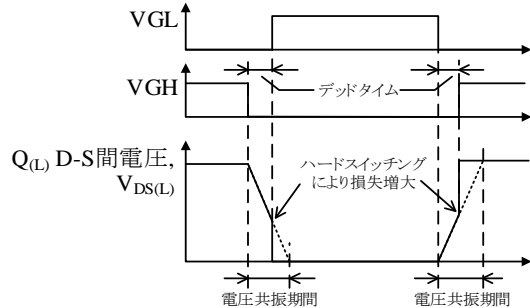 VGL
VGH
デッドタイム
Q(L) D-S間電圧,
VDS(L)
ハードスイッチング
により損失増大
電圧共振期間
電圧共振期間